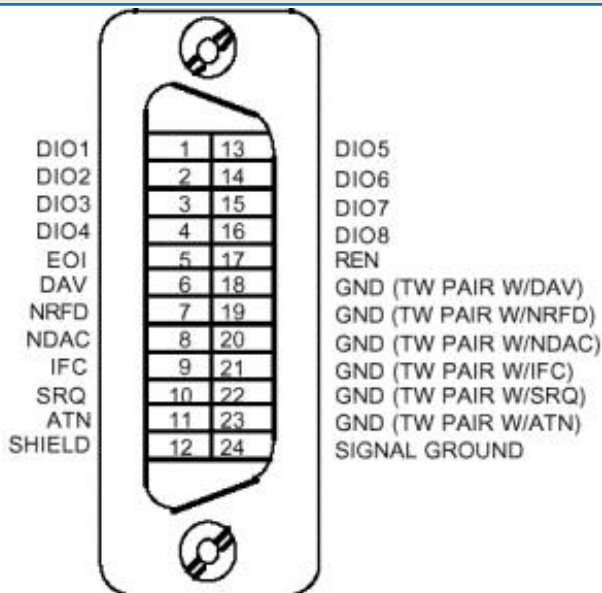 DIO1 1 13 DIO5
DIO2 2 14 DIO6
DIO3 3 15 DIO7
DIO4 4 16 DIO8
EOI 5 17 REN
DAV 6 18 GND (TW PAIR W/DAV)
NRFD 7 19 GND (TW PAIR W/NRFD)
NDAC 8 20 GND (TW PAIR W/NDAC)
IFC 9 21 GND (TW PAIR W/IFC)
SRQ 10 22 GND (TW PAIR W/SRQ)
ATN 11 23 GND (TW PAIR W/ATN)
SHIELD 12 24 SIGNAL GROUND